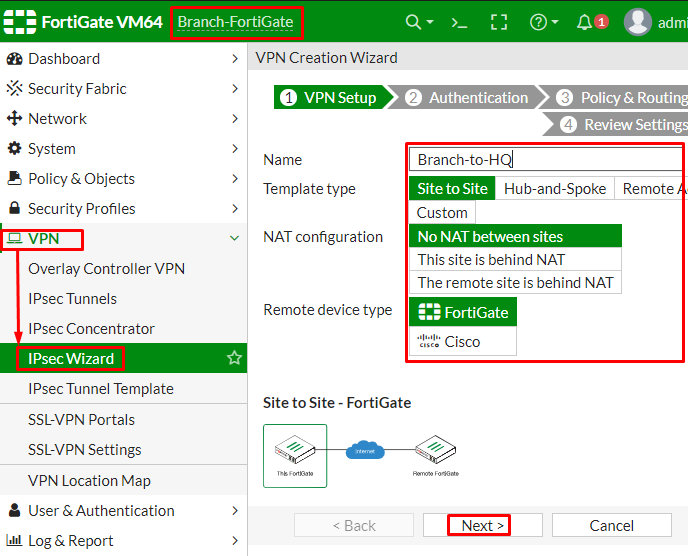 FortiGate VM64 Branch-FortiGate 1 admi
Dashboard
Security Fabric
Network
System
Policy & Objects
Security Profiles
VPN
Overlay Controller VPN
IPsec Tunnels
IPsec Concentrator
IPsec Wizard
IPsec Tunnel Template
SSL-VPN Portals
SSL-VPN Settings
VPN Location Map
User & Authentication
Log & Report
VPN Creation Wizard
1 VPN Setup 2 Authentication 3 Policy & Routing
4 Review Settings
Name Branch-to-HQ
Template type Site to Site Hub-and-Spoke Remote A
Custom
NAT configuration No NAT between sites
This site is behind NAT
The remote site is behind NAT
Remote device type FortiGate
cisco Cisco
Site to Site - FortiGate
Internet
This FortiGate Remote FortiGate
< Back Next > Cancel